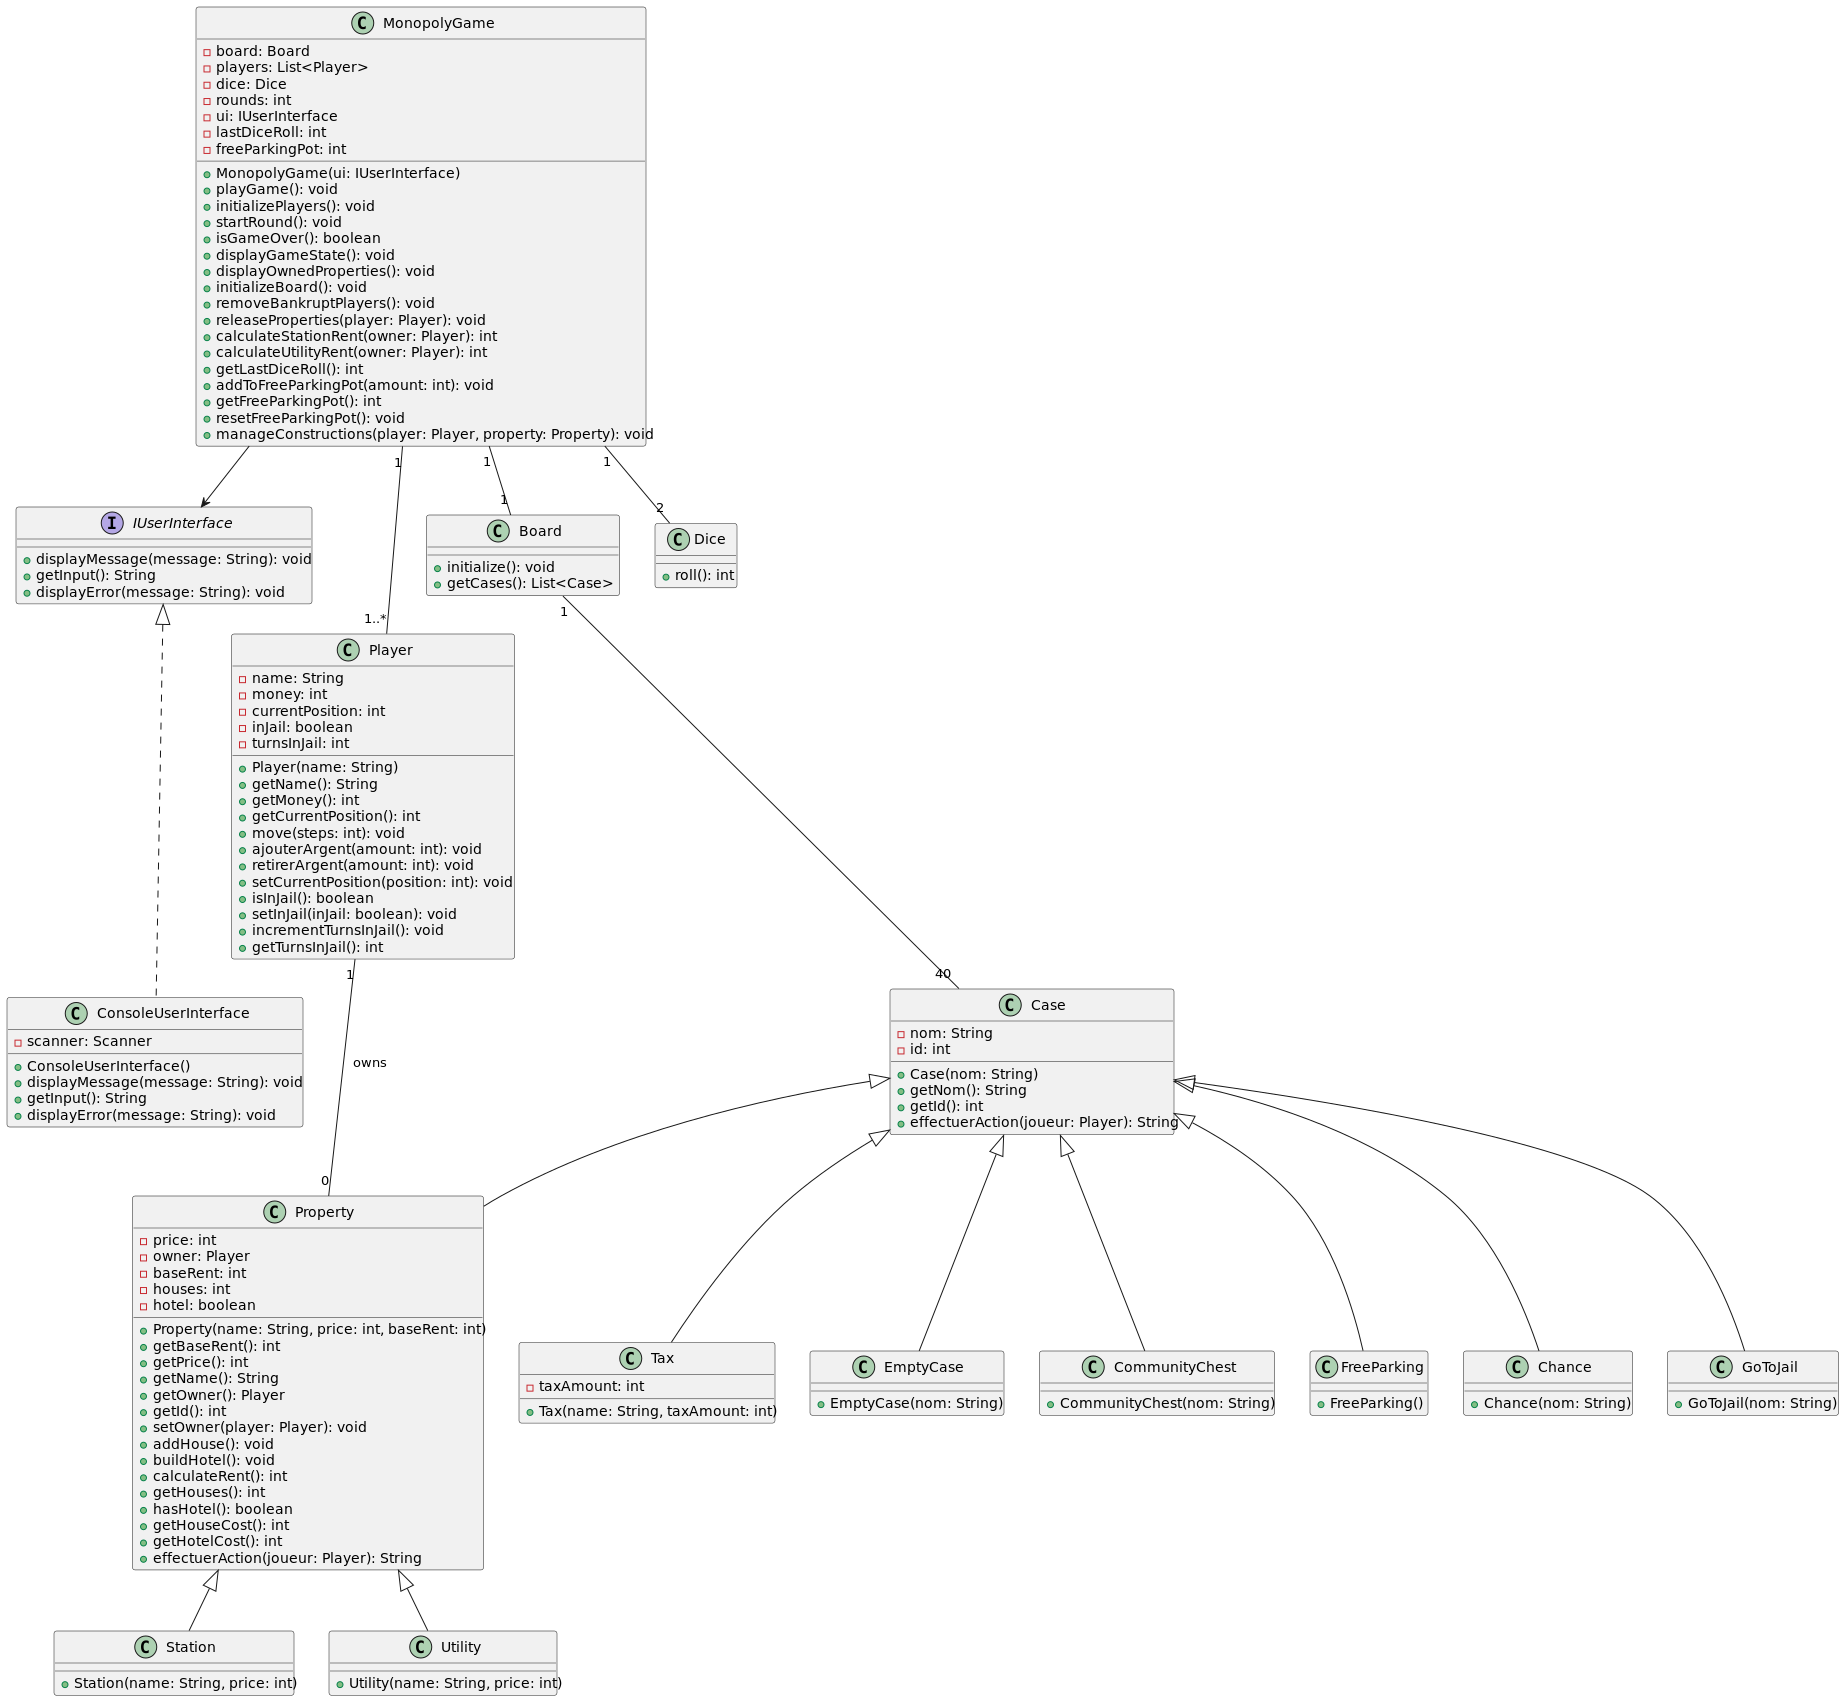 C MonopolyGame
board: Board
players: List<Player>
dice: Dice
rounds: int
ui: IUserInterface
lastDiceRoll: int
freeParkingPot: int
MonopolyGame(ui: IUserInterface)
playGame(): void
initializePlayers(): void
startRound(): void
isGameOver(): boolean
displayGameState(): void
displayOwnedProperties(): void
initializeBoard(): void
removeBankruptPlayers(): void
releaseProperties(player: Player): void
calculateStationRent(owner: Player): int
calculateUtilityRent(owner: Player): int
getLastDiceRoll(): int
addToFreeParkingPot(amount: int): void
getFreeParkingPot(): int
resetFreeParkingPot(): void
manageConstructions(player: Player, property: Property): void
1
1
1
1
2
1..*
I IUserInterface
displayMessage(message: String): void
getInput(): String
displayError(message: String): void
C Board
initialize(): void
getCases(): List<Case>
C Dice
roll(): int
1
40
C Player
name: String
money: int
currentPosition: int
inJail: boolean
turnsInJail: int
Player(name: String)
getName(): String
getMoney(): int
getCurrentPosition(): int
move(steps: int): void
ajouterArgent(amount: int): void
retirerArgent(amount: int): void
setCurrentPosition(position: int): void
isInJail(): boolean
setInJail(inJail: boolean): void
incrementTurnsInJail(): void
getTurnsInJail(): int
1
owns
0
C ConsoleUserInterface
scanner: Scanner
ConsoleUserInterface()
displayMessage(message: String): void
getInput(): String
displayError(message: String): void
C Case
nom: String
id: int
Case(nom: String)
getNom(): String
getId(): int
effectuerAction(joueur: Player): String
C Property
price: int
owner: Player
baseRent: int
houses: int
hotel: boolean
Property(name: String, price: int, baseRent: int)
getBaseRent(): int
getPrice(): int
getName(): String
getOwner(): Player
getId(): int
setOwner(player: Player): void
addHouse(): void
buildHotel(): void
calculateRent(): int
getHouses(): int
hasHotel(): boolean
getHouseCost(): int
getHotelCost(): int
effectuerAction(joueur: Player): String
C Tax
taxAmount: int
Tax(name: String, taxAmount: int)
C EmptyCase
EmptyCase(nom: String)
C CommunityChest
CommunityChest(nom: String)
C FreeParking
FreeParking()
C Chance
Chance(nom: String)
C GoToJail
GoToJail(nom: String)
C Station
Station(name: String, price: int)
C Utility
Utility(name: String, price: int)